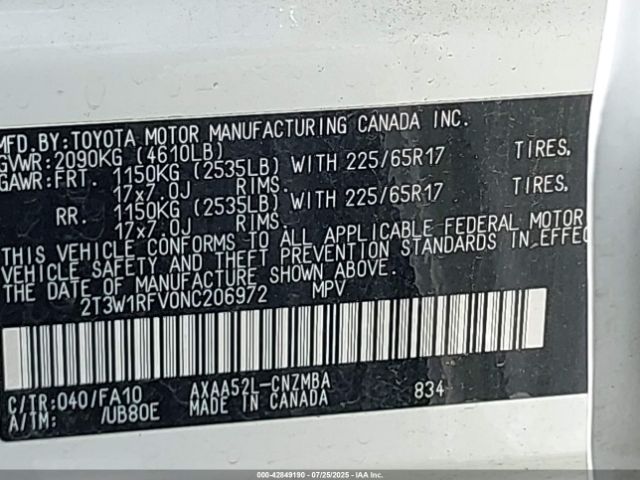 MFD.BY:TOYOTA MOTOR MANUFACTURING CANADA INC.
GVWR:2090KG (4610LB)
GAWR:FRT. 1150KG (2535LB) WITH 225/65R17 TIRES.
17x7.0J RIMS.
RR. 1150KG (2535LB) WITH 225/65R17 TIRES.
17x7.0J RIMS.
THIS VEHICLE CONFORMS TO ALL APPLICABLE FEDERAL MOTOR
VEHICLE SAFETY AND THEFT PREVENTION STANDARDS IN EFFEC
THE DATE OF MANUFACTURE SHOWN ABOVE.
2T3W1RFV0NC206972 MPV
C/TR:040/FA10 AXAA52L-CNZMBA 834
A/TM: /UB80E MADE IN CANADA
000-42849190 - 07/25/2025 - IAAI.CRD